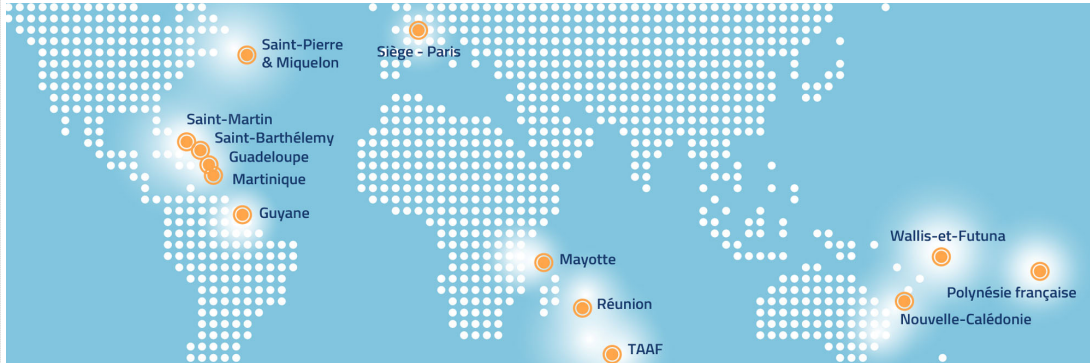 Saint-Pierre
& Miquelon
Siège - Paris
Saint-Martin
Saint-Barthélemy
Guadeloupe
Martinique
Guyane
Mayotte
Réunion
TAAF
Wallis-et-Futuna
Polynésie française
Nouvelle-Calédonie